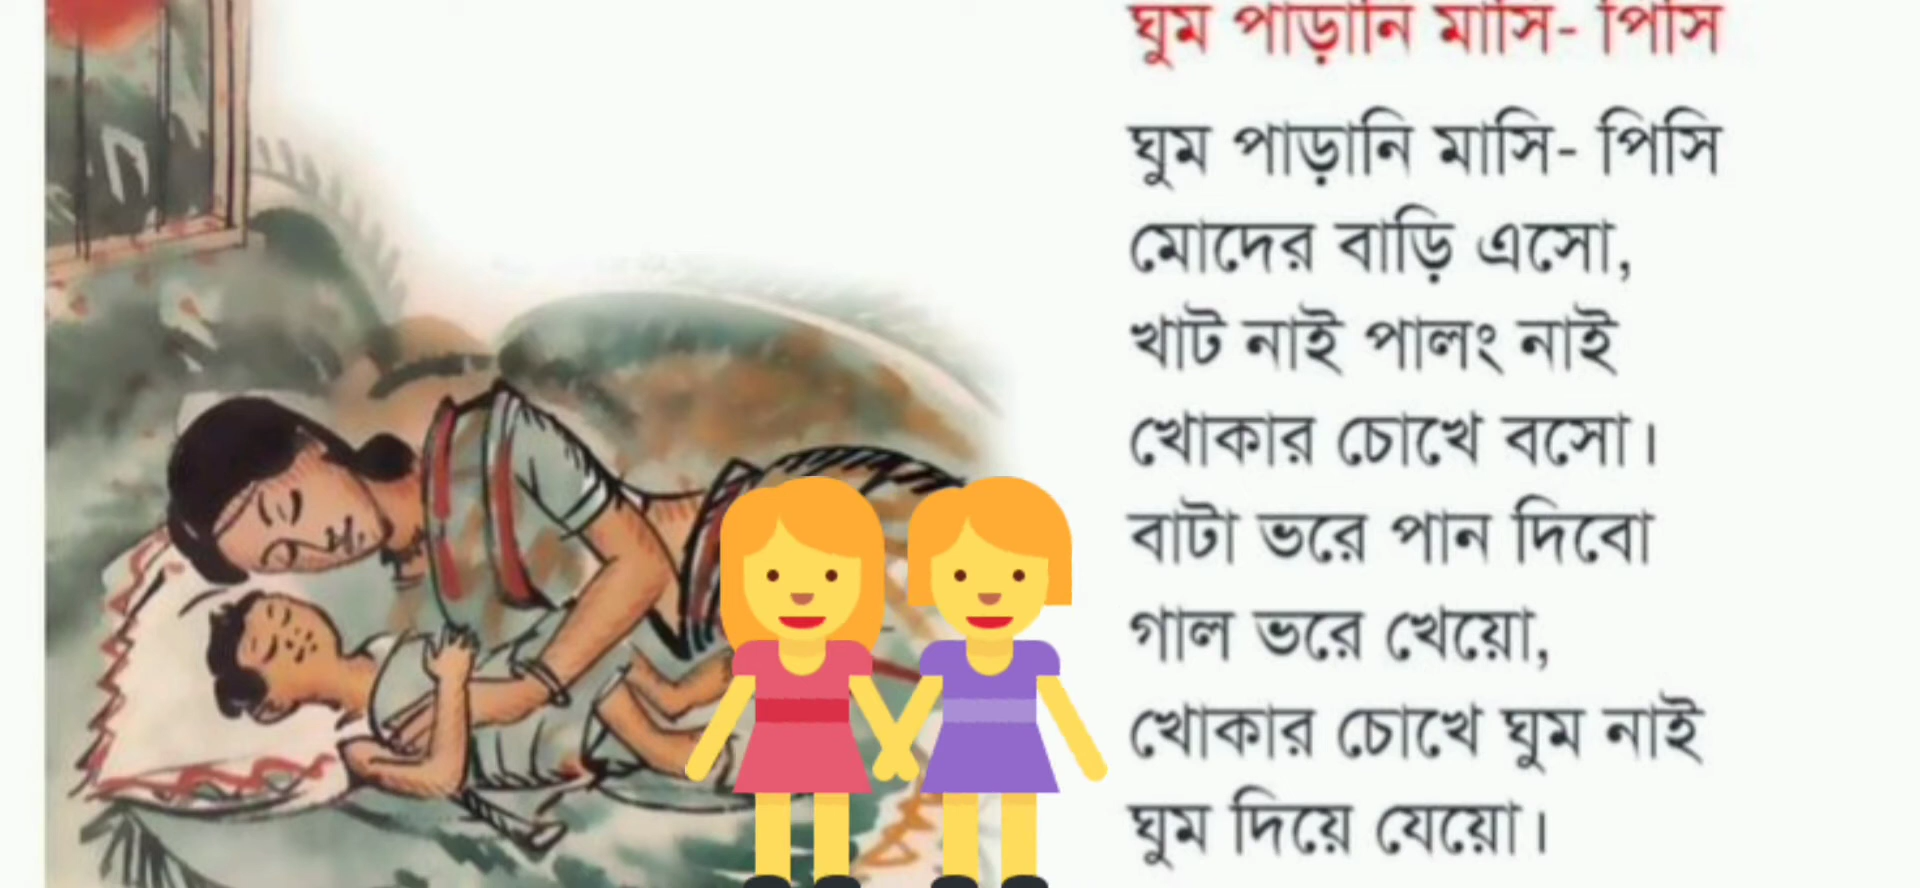 ঘুম পাড়ানি মাসি- পিসি
ঘুম পাড়ানি মাসি- পিসি
মোদের বাড়ি এসো,
খাট নাই পালং নাই
খোকার চোখে বসো।
বাটা ভরে পান দিবো
গাল ভরে খেয়ো,
খোকার চোখে ঘুম নাই
ঘুম দিয়ে যেয়ো।